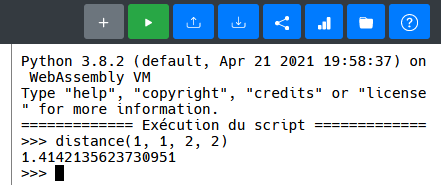 Python 3.8.2 (default, Apr 21 2021 19:58:37) on
 WebAssembly VM
Type "help", "copyright", "credits" or "license
" for more information.
============= Exécution du script =============
>>> distance(1, 1, 2, 2)
1.4142135623730951
>>>